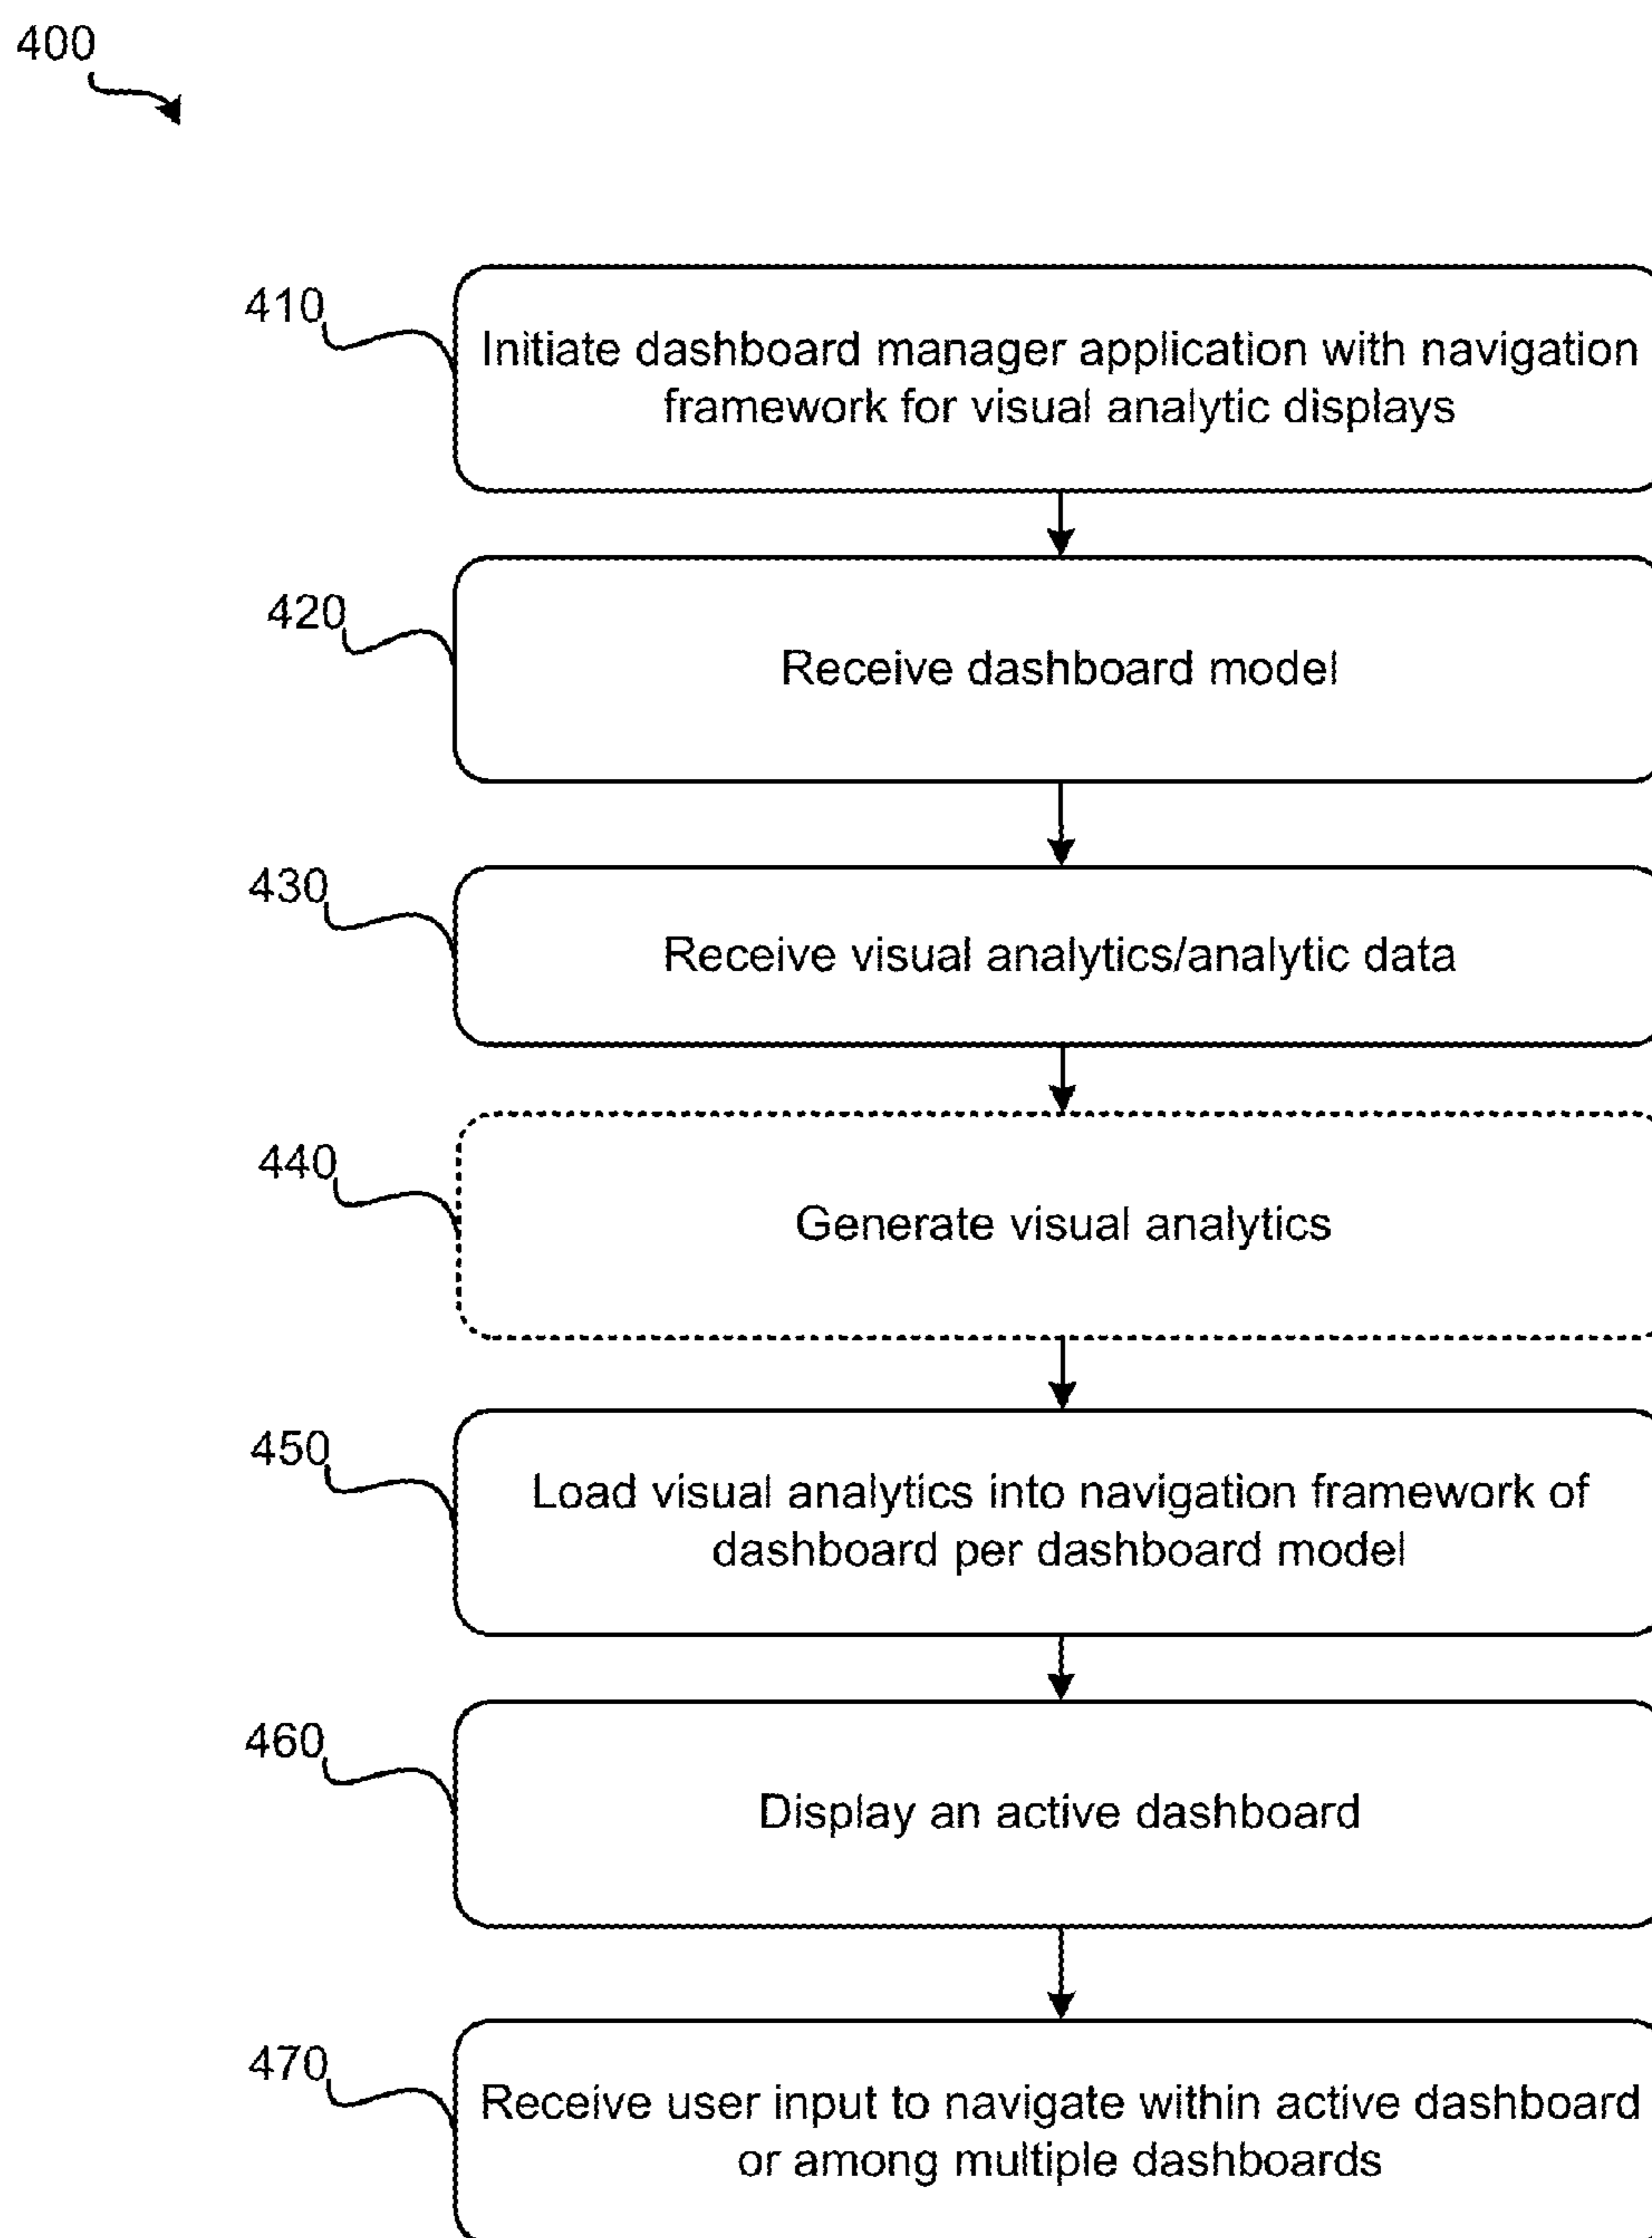 400
410
Initiate dashboard manager application with navigation
framework for visual analytic displays
420
Receive dashboard model
430
Receive visual analytics/analytic data
440
Generate visual analytics
450
Load visual analytics into navigation framework of
dashboard per dashboard model
460
Display an active dashboard
470
Receive user input to navigate within active dashboard
or among multiple dashboards